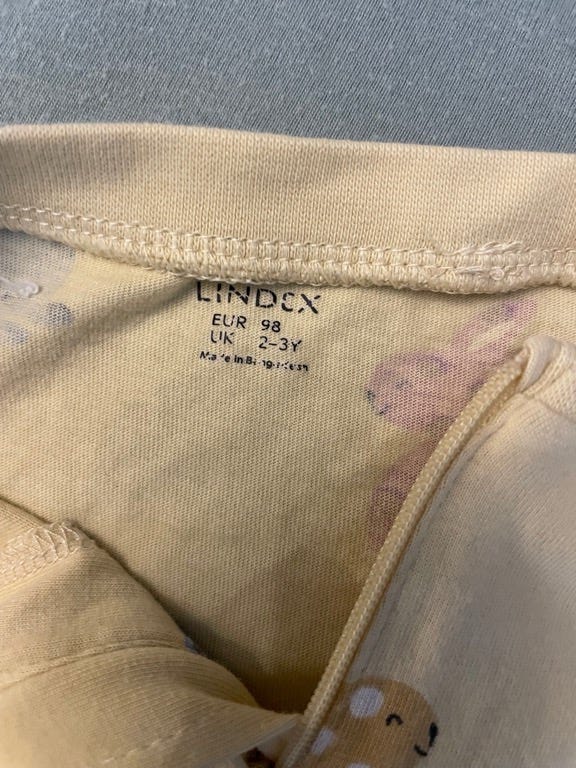 LINDEX
EUR 98
UK 2-3Y
Made in Bangladesh